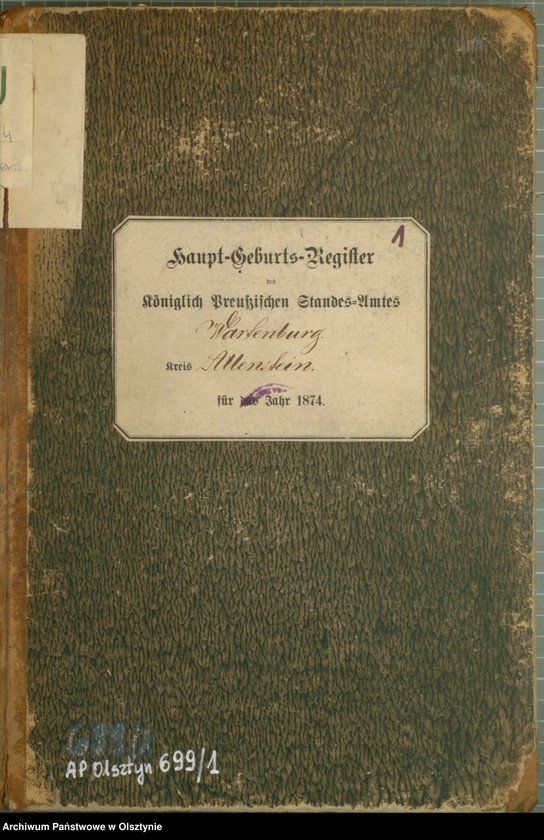 1
Haupt-Geburts-Register
des
Königlich Preußischen Standes-Amtes
Wartenburg.
Kreis Allenstein.
für das Jahr 1874.
AP Olsztyn 699/1
Archiwum Państwowe w Olsztynie